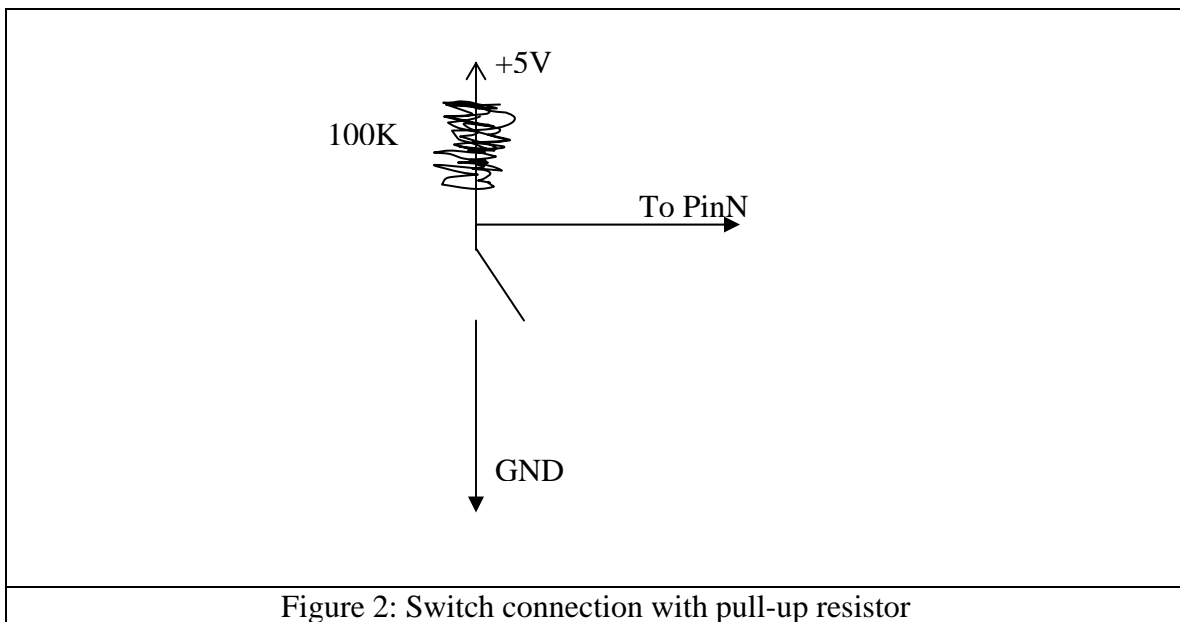 +5V
100K
To PinN
GND
Figure 2: Switch connection with pull-up resistor